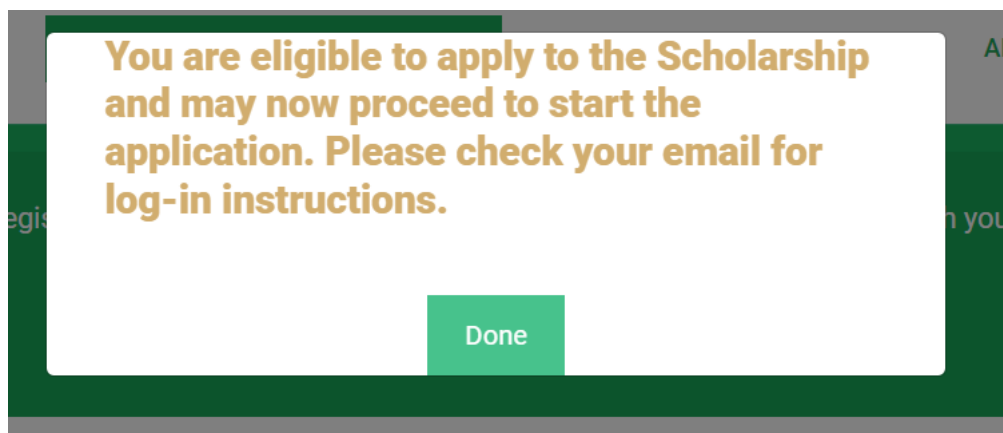 You are eligible to apply to the Scholarship
and may now proceed to start the
application. Please check your email for
log-in instructions.
Done